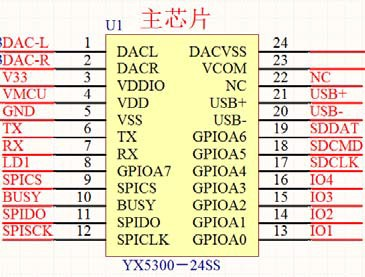 主芯片
U1
DAC-L 1 DACL DACVSS 24
DAC-R 2 DACR VCOM 23
V33 3 VDDIO NC 22 NC
VMCU 4 VDD USB+ 21 USB+
GND 5 VSS USB- 20 USB-
TX 6 TX GPIOA6 19 SDDAT
RX 7 RX GPIOA5 18 SDCMD
LD1 8 GPIOA7 GPIOA4 17 SDCLK
SPICS 9 SPICS GPIOA3 16 IO4
BUSY 10 BUSY GPIOA2 15 IO3
SPIDO 11 SPIDO GPIOA1 14 IO2
SPISCK 12 SPICLK GPIOA0 13 IO1
YX5300-24SS